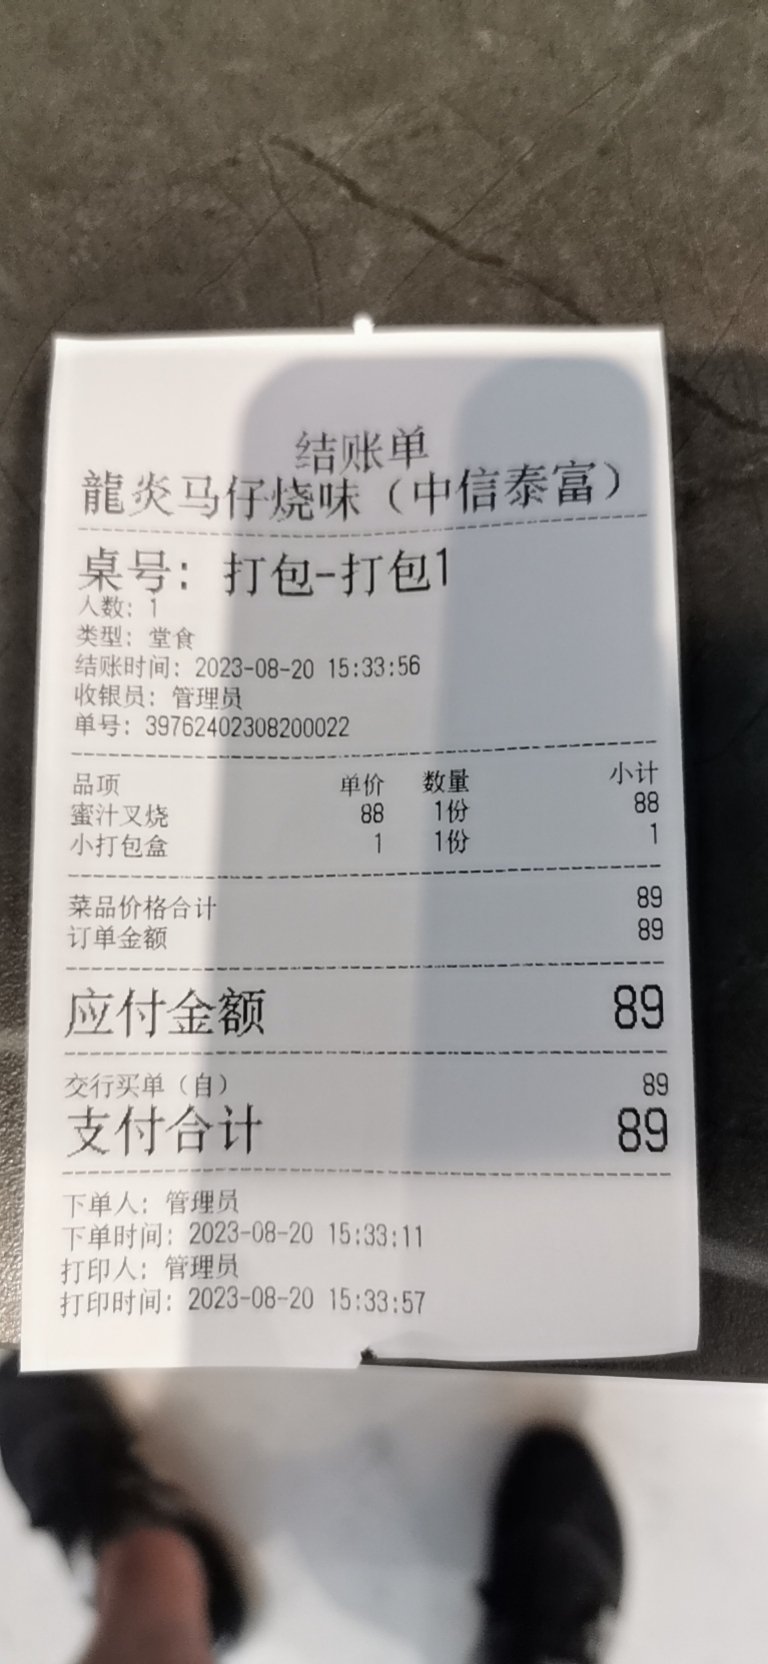 结账单
龍炎马仔烧味（中信泰富）
桌号：打包-打包1
人数：1
类型：堂食
结账时间：2023-08-20 15:33:56
收银员：管理员
单号：39762402308200022
品项 单价 数量 小计
蜜汁叉烧 88 1份 88
小打包盒 1 1份 1
菜品价格合计 89
订单金额 89
应付金额 89
交行买单（自） 89
支付合计 89
下单人：管理员
下单时间：2023-08-20 15:33:11
打印人：管理员
打印时间：2023-08-20 15:33:57